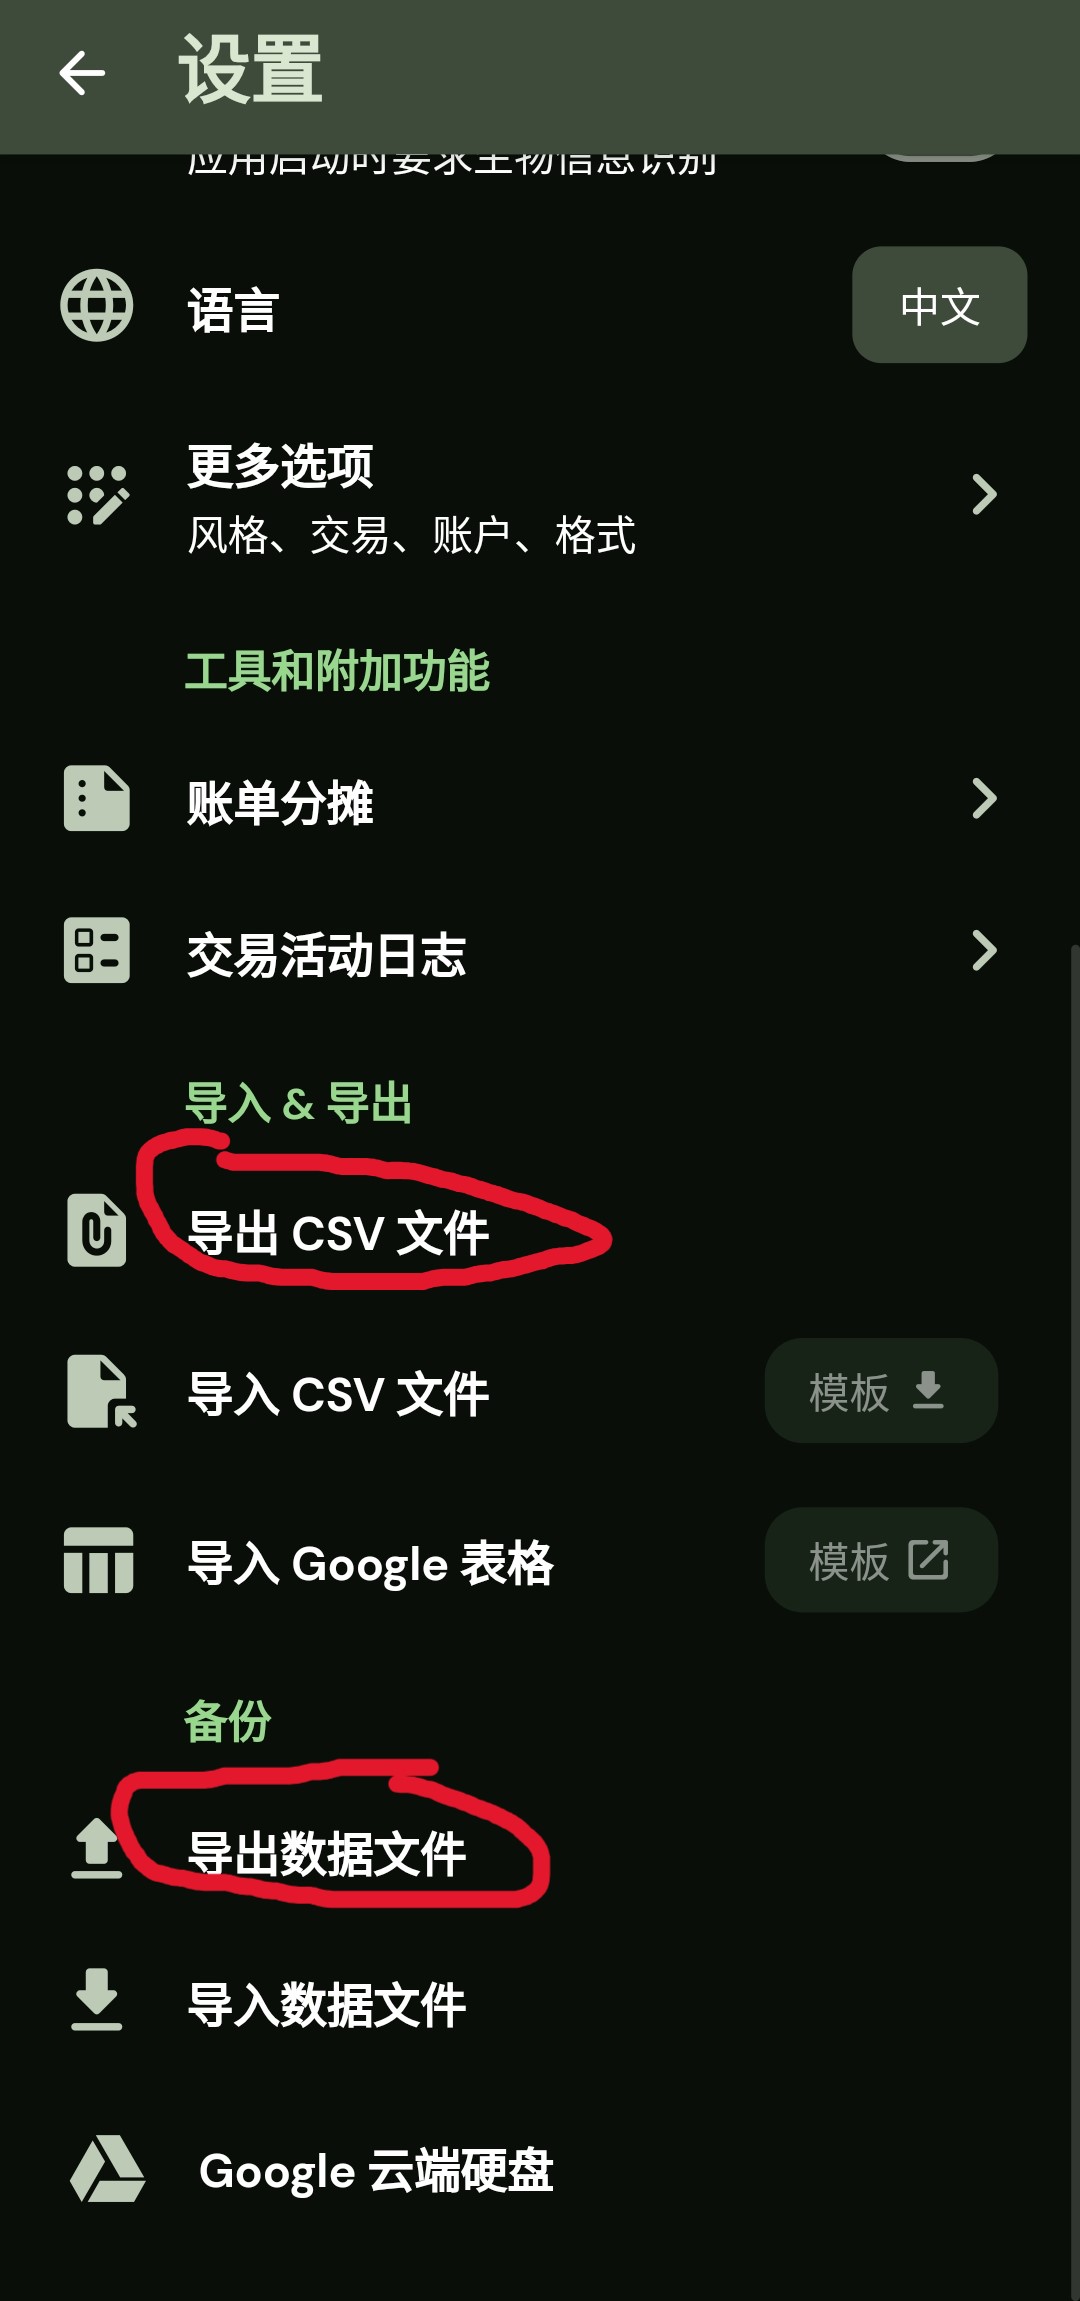 设置
应用启动时要求生物信息识别
语言
中文
更多选项
风格、交易、账户、格式
工具和附加功能
账单分摊
交易活动日志
导入 & 导出
导出 CSV 文件
导入 CSV 文件
模板
导入 Google 表格
模板
备份
导出数据文件
导入数据文件
Google 云端硬盘